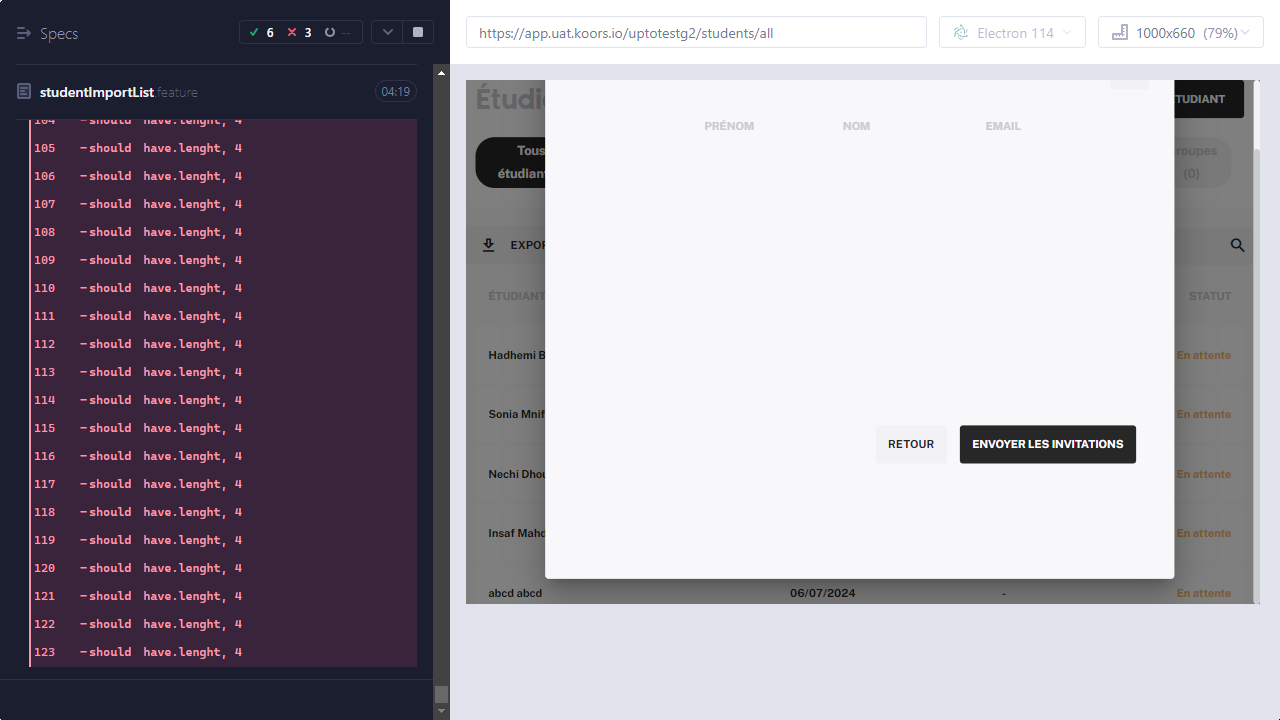 Specs
6 3 --
studentImportList.feature 04:19
104 -should have.lenght, 4
105 -should have.lenght, 4
106 -should have.lenght, 4
107 -should have.lenght, 4
108 -should have.lenght, 4
109 -should have.lenght, 4
110 -should have.lenght, 4
111 -should have.lenght, 4
112 -should have.lenght, 4
113 -should have.lenght, 4
114 -should have.lenght, 4
115 -should have.lenght, 4
116 -should have.lenght, 4
117 -should have.lenght, 4
118 -should have.lenght, 4
119 -should have.lenght, 4
120 -should have.lenght, 4
121 -should have.lenght, 4
122 -should have.lenght, 4
123 -should have.lenght, 4
https://app.uat.koors.io/uptotestg2/students/all Electron 114 1000x660 (79%)
Étudi ÉTUDIANT
PRÉNOM NOM EMAIL
Tous
étudian
roupes
(0)
EXPOR
ÉTUDIANT STATUT
Hadhemi B En attente
Sonia Mnif En attente
Nechi Dhou En attente
Insaf Mahd En attente
abcd abcd 06/07/2024 - En attente
RETOUR ENVOYER LES INVITATIONS